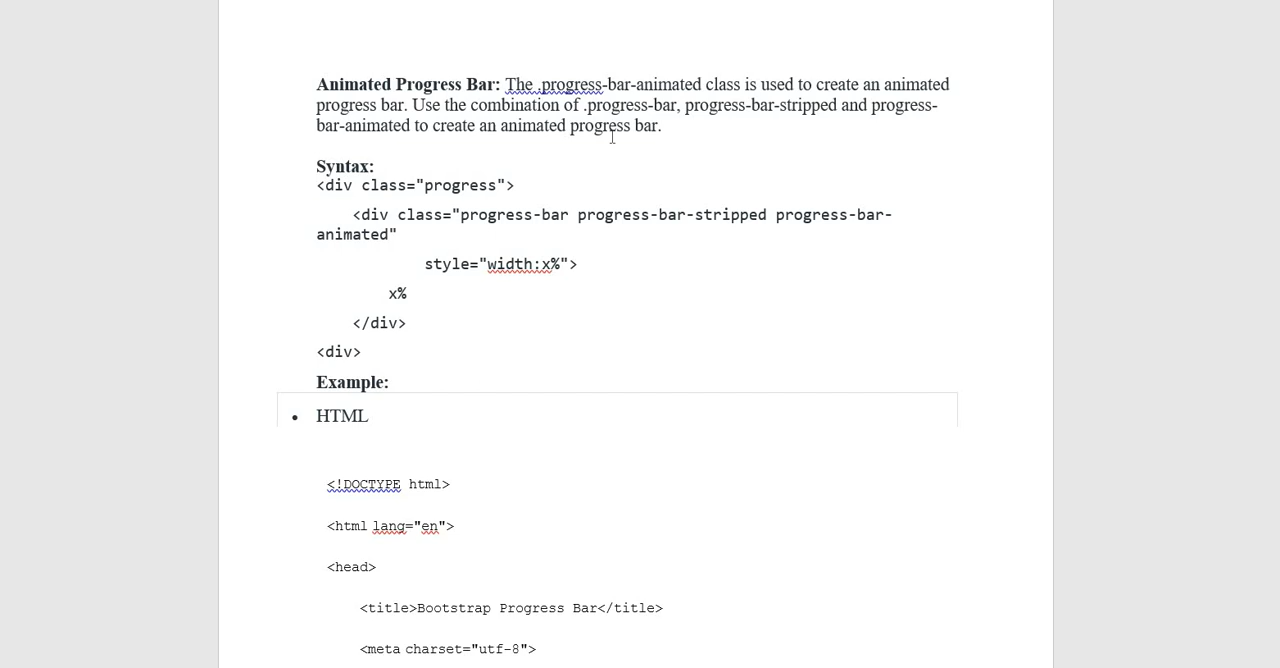 Animated Progress Bar: The .progress-bar-animated class is used to create an animated
progress bar. Use the combination of .progress-bar, progress-bar-stripped and progress-
bar-animated to create an animated progress bar.
Syntax:
<div class="progress">
<div class="progress-bar progress-bar-stripped progress-bar-
animated"
style="width:x%">
x%
</div>
<div>
Example:
• HTML
<!DOCTYPE html>
<html lang="en">
<head>
<title>Bootstrap Progress Bar</title>
<meta charset="utf-8">